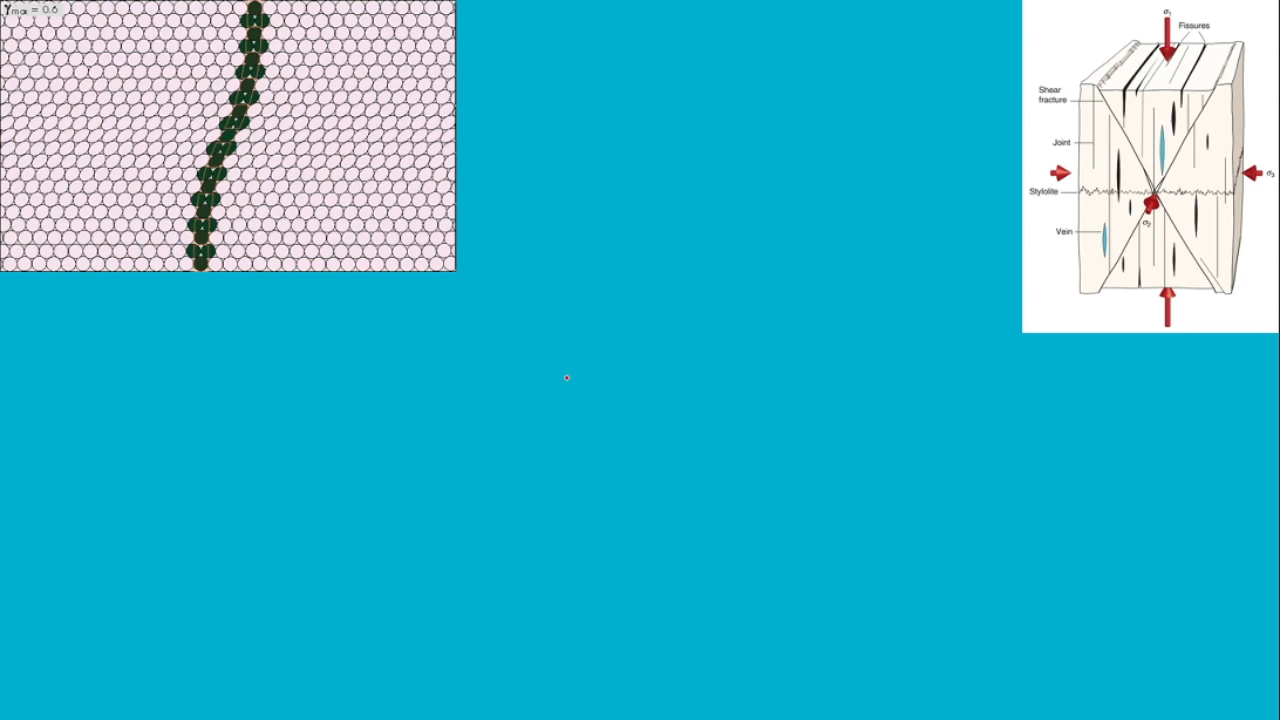 γmax = 0.6
σ₁
Fissures
Shear
fracture
Joint
σ₃
Stylolite
σ₂
Vein